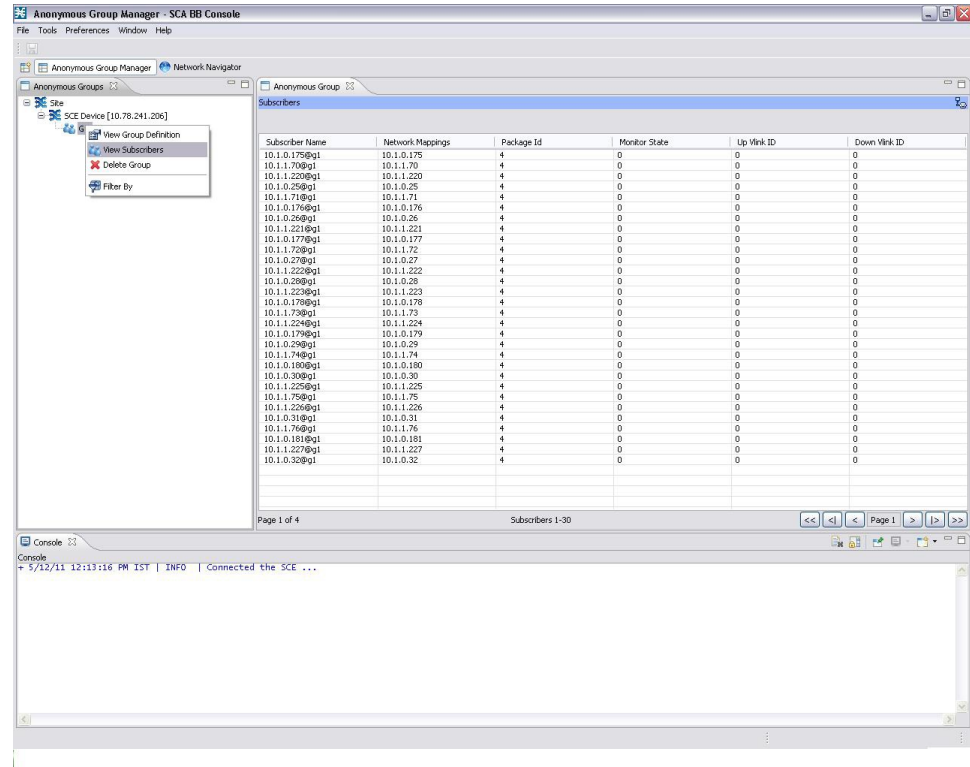 Anonymous Group Manager - SCA BB Console
File Tools Preferences Window Help
Anonymous Group Manager Network Navigator
Anonymous Groups
Site
SCE Device [10.78.241.206]
G
View Group Definition
View Subscribers
Delete Group
Filter By
Anonymous Group
Subscribers
Subscriber Name Network Mappings Package Id Monitor State Up Vlink ID Down Vlink ID
10.1.0.175@g1 10.1.0.175 4 0 0 0
10.1.1.70@g1 10.1.1.70 4 0 0 0
10.1.1.220@g1 10.1.1.220 4 0 0 0
10.1.0.25@g1 10.1.0.25 4 0 0 0
10.1.1.71@g1 10.1.1.71 4 0 0 0
10.1.0.176@g1 10.1.0.176 4 0 0 0
10.1.0.26@g1 10.1.0.26 4 0 0 0
10.1.1.221@g1 10.1.1.221 4 0 0 0
10.1.0.177@g1 10.1.0.177 4 0 0 0
10.1.1.72@g1 10.1.1.72 4 0 0 0
10.1.0.27@g1 10.1.0.27 4 0 0 0
10.1.1.222@g1 10.1.1.222 4 0 0 0
10.1.0.28@g1 10.1.0.28 4 0 0 0
10.1.1.223@g1 10.1.1.223 4 0 0 0
10.1.0.178@g1 10.1.0.178 4 0 0 0
10.1.1.73@g1 10.1.1.73 4 0 0 0
10.1.1.224@g1 10.1.1.224 4 0 0 0
10.1.0.179@g1 10.1.0.179 4 0 0 0
10.1.0.29@g1 10.1.0.29 4 0 0 0
10.1.1.74@g1 10.1.1.74 4 0 0 0
10.1.0.180@g1 10.1.0.180 4 0 0 0
10.1.0.30@g1 10.1.0.30 4 0 0 0
10.1.1.225@g1 10.1.1.225 4 0 0 0
10.1.1.75@g1 10.1.1.75 4 0 0 0
10.1.1.226@g1 10.1.1.226 4 0 0 0
10.1.0.31@g1 10.1.0.31 4 0 0 0
10.1.1.76@g1 10.1.1.76 4 0 0 0
10.1.0.181@g1 10.1.0.181 4 0 0 0
10.1.1.227@g1 10.1.1.227 4 0 0 0
10.1.0.32@g1 10.1.0.32 4 0 0 0
Page 1 of 4 Subscribers 1-30 << <| < Page 1 > |> >>
Console
Console
+ 5/12/11 12:13:16 PM IST | INFO | Connected the SCE ...